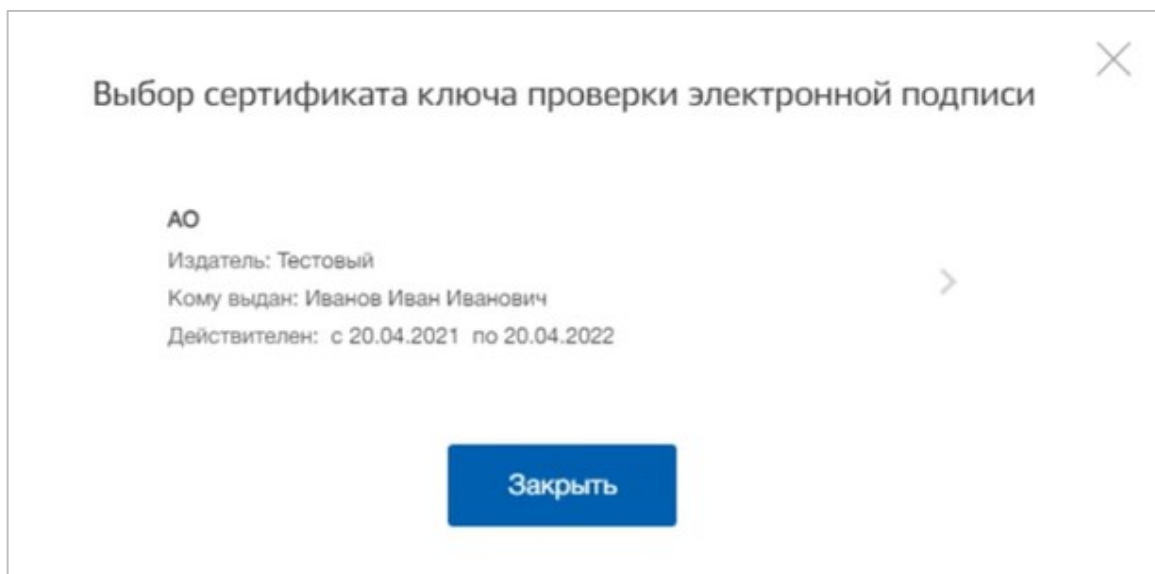 Выбор сертификата ключа проверки электронной подписи
АО
Издатель: Тестовый
Кому выдан: Иванов Иван Иванович
Действителен: с 20.04.2021 по 20.04.2022
Закрыть